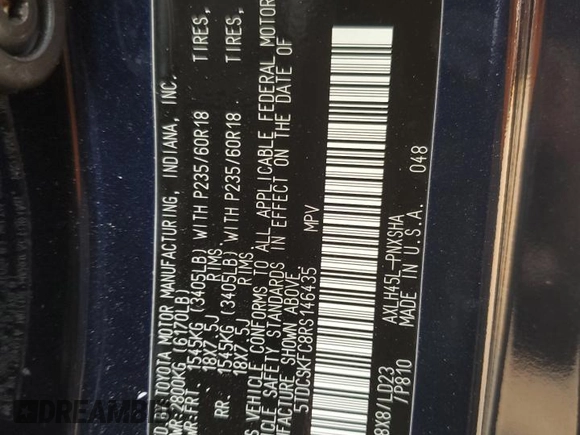 TOYOTA MOTOR MANUFACTURING, INDIANA, INC.
2800KG (6170LB)
FRT. 1545KG (3405LB) WITH P235/60R18 TIRES,
18X7.5J RIMS
RR. 1545KG (3405LB) WITH P235/60R18 TIRES,
18X7.5J RIMS
VEHICLE CONFORMS TO ALL APPLICABLE FEDERAL MOTOR
SAFETY STANDARDS IN EFFECT ON THE DATE OF
SHOWN ABOVE.
5TDCSKFC8RS146435 MPV
8X8/LD23 AXLH45L-PNXSHA 048
/P810 MADE IN U.S.A.